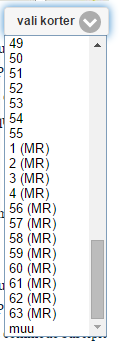 vali korter
49
50
51
52
53
54
55
1 (MR)
2 (MR)
3 (MR)
4 (MR)
56 (MR)
57 (MR)
58 (MR)
59 (MR)
60 (MR)
61 (MR)
62 (MR)
63 (MR)
muu